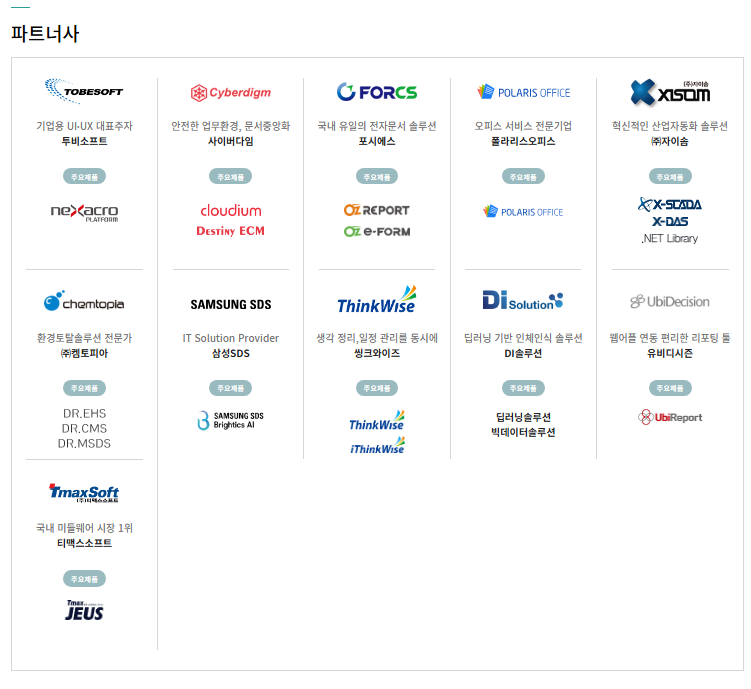 파트너사
TOBESOFT
기업용 UI·UX 대표주자
투비소프트
주요제품
nexacro
PLATFORM
Cyberdigm
안전한 업무환경, 문서중앙화
사이버다임
주요제품
cloudium
DESTINY ECM
FORCS
국내 유일의 전자문서 솔루션
포시에스
주요제품
OZ REPORT
OZ e-FORM
POLARIS OFFICE
오피스 서비스 전문기업
폴라리스오피스
주요제품
POLARIS OFFICE
(주)자이솜
XISOM
혁신적인 산업자동화 솔루션
㈜자이솜
주요제품
X-SCADA
X-DAS
.NET Library
chemtopia
환경토탈솔루션 전문가
㈜켐토피아
주요제품
DR.EHS
DR.CMS
DR.MSDS
SAMSUNG SDS
IT Solution Provider
삼성SDS
주요제품
SAMSUNG SDS
Brightics AI
ThinkWise
생각 정리,일정 관리를 동시에
씽크와이즈
주요제품
ThinkWise
iThinkWise
Di Solution
딥러닝 기반 인체인식 솔루션
DI솔루션
주요제품
딥러닝솔루션
빅데이터솔루션
UbiDecision
웹어플 연동 편리한 리포팅 툴
유비디시즌
주요제품
UbiReport
TmaxSoft
(주)티맥스소프트
국내 미들웨어 시장 1위
티맥스소프트
주요제품
Tmax
JEUS